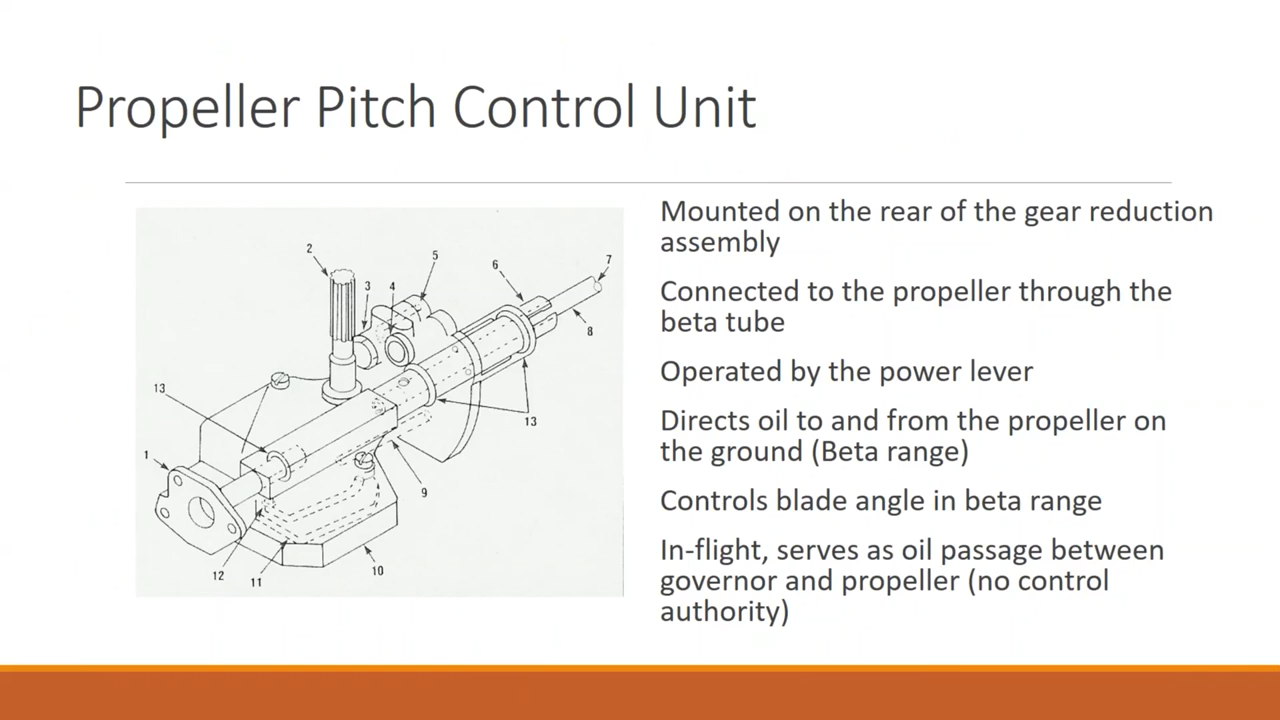 Propeller Pitch Control Unit
Mounted on the rear of the gear reduction
assembly
Connected to the propeller through the
beta tube
Operated by the power lever
Directs oil to and from the propeller on
the ground (Beta range)
Controls blade angle in beta range
In-flight, serves as oil passage between
governor and propeller (no control
authority)
2
5
6
7
3
4
8
13
13
1
9
12
11
10